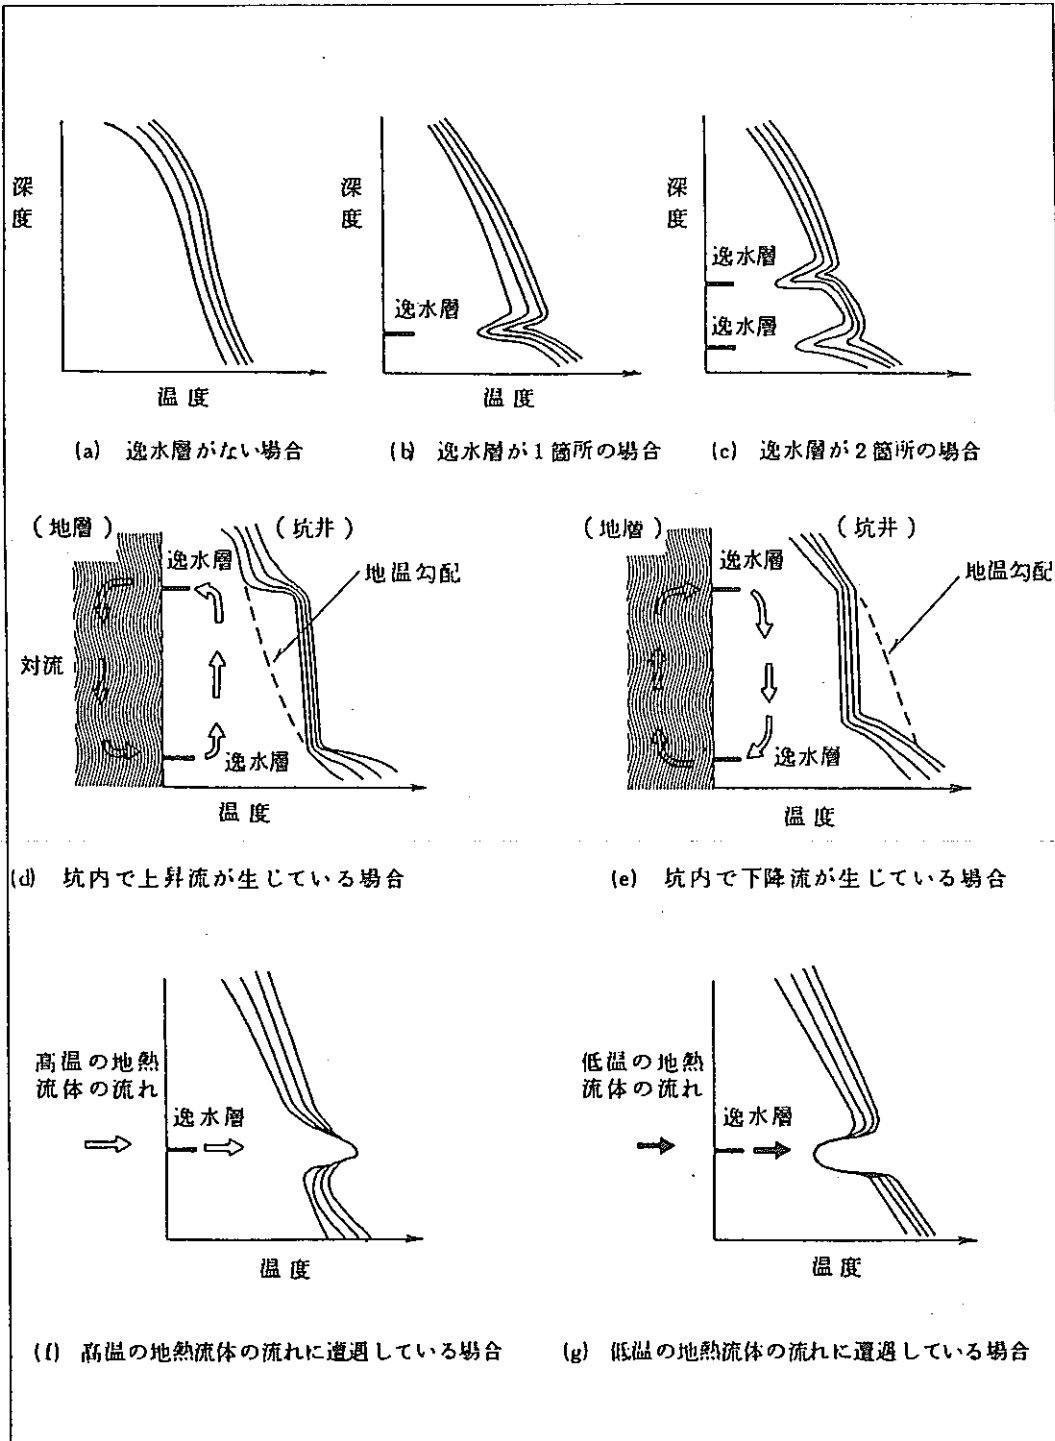 深度
深度
深度
逸水層
逸水層
逸水層
温度
温度
温度
(a) 逸水層がない場合
(b) 逸水層が1箇所の場合
(c) 逸水層が2箇所の場合
(地層)
(坑井)
逸水層
地温勾配
対流
逸水層
温度
(地層)
(坑井)
逸水層
地温勾配
逸水層
温度
(d) 坑内で上昇流が生じている場合
(e) 坑内で下降流が生じている場合
高温の地熱
流体の流れ
逸水層
温度
低温の地熱
流体の流れ
逸水層
温度
(f) 高温の地熱流体の流れに遭遇している場合
(g) 低温の地熱流体の流れに遭遇している場合